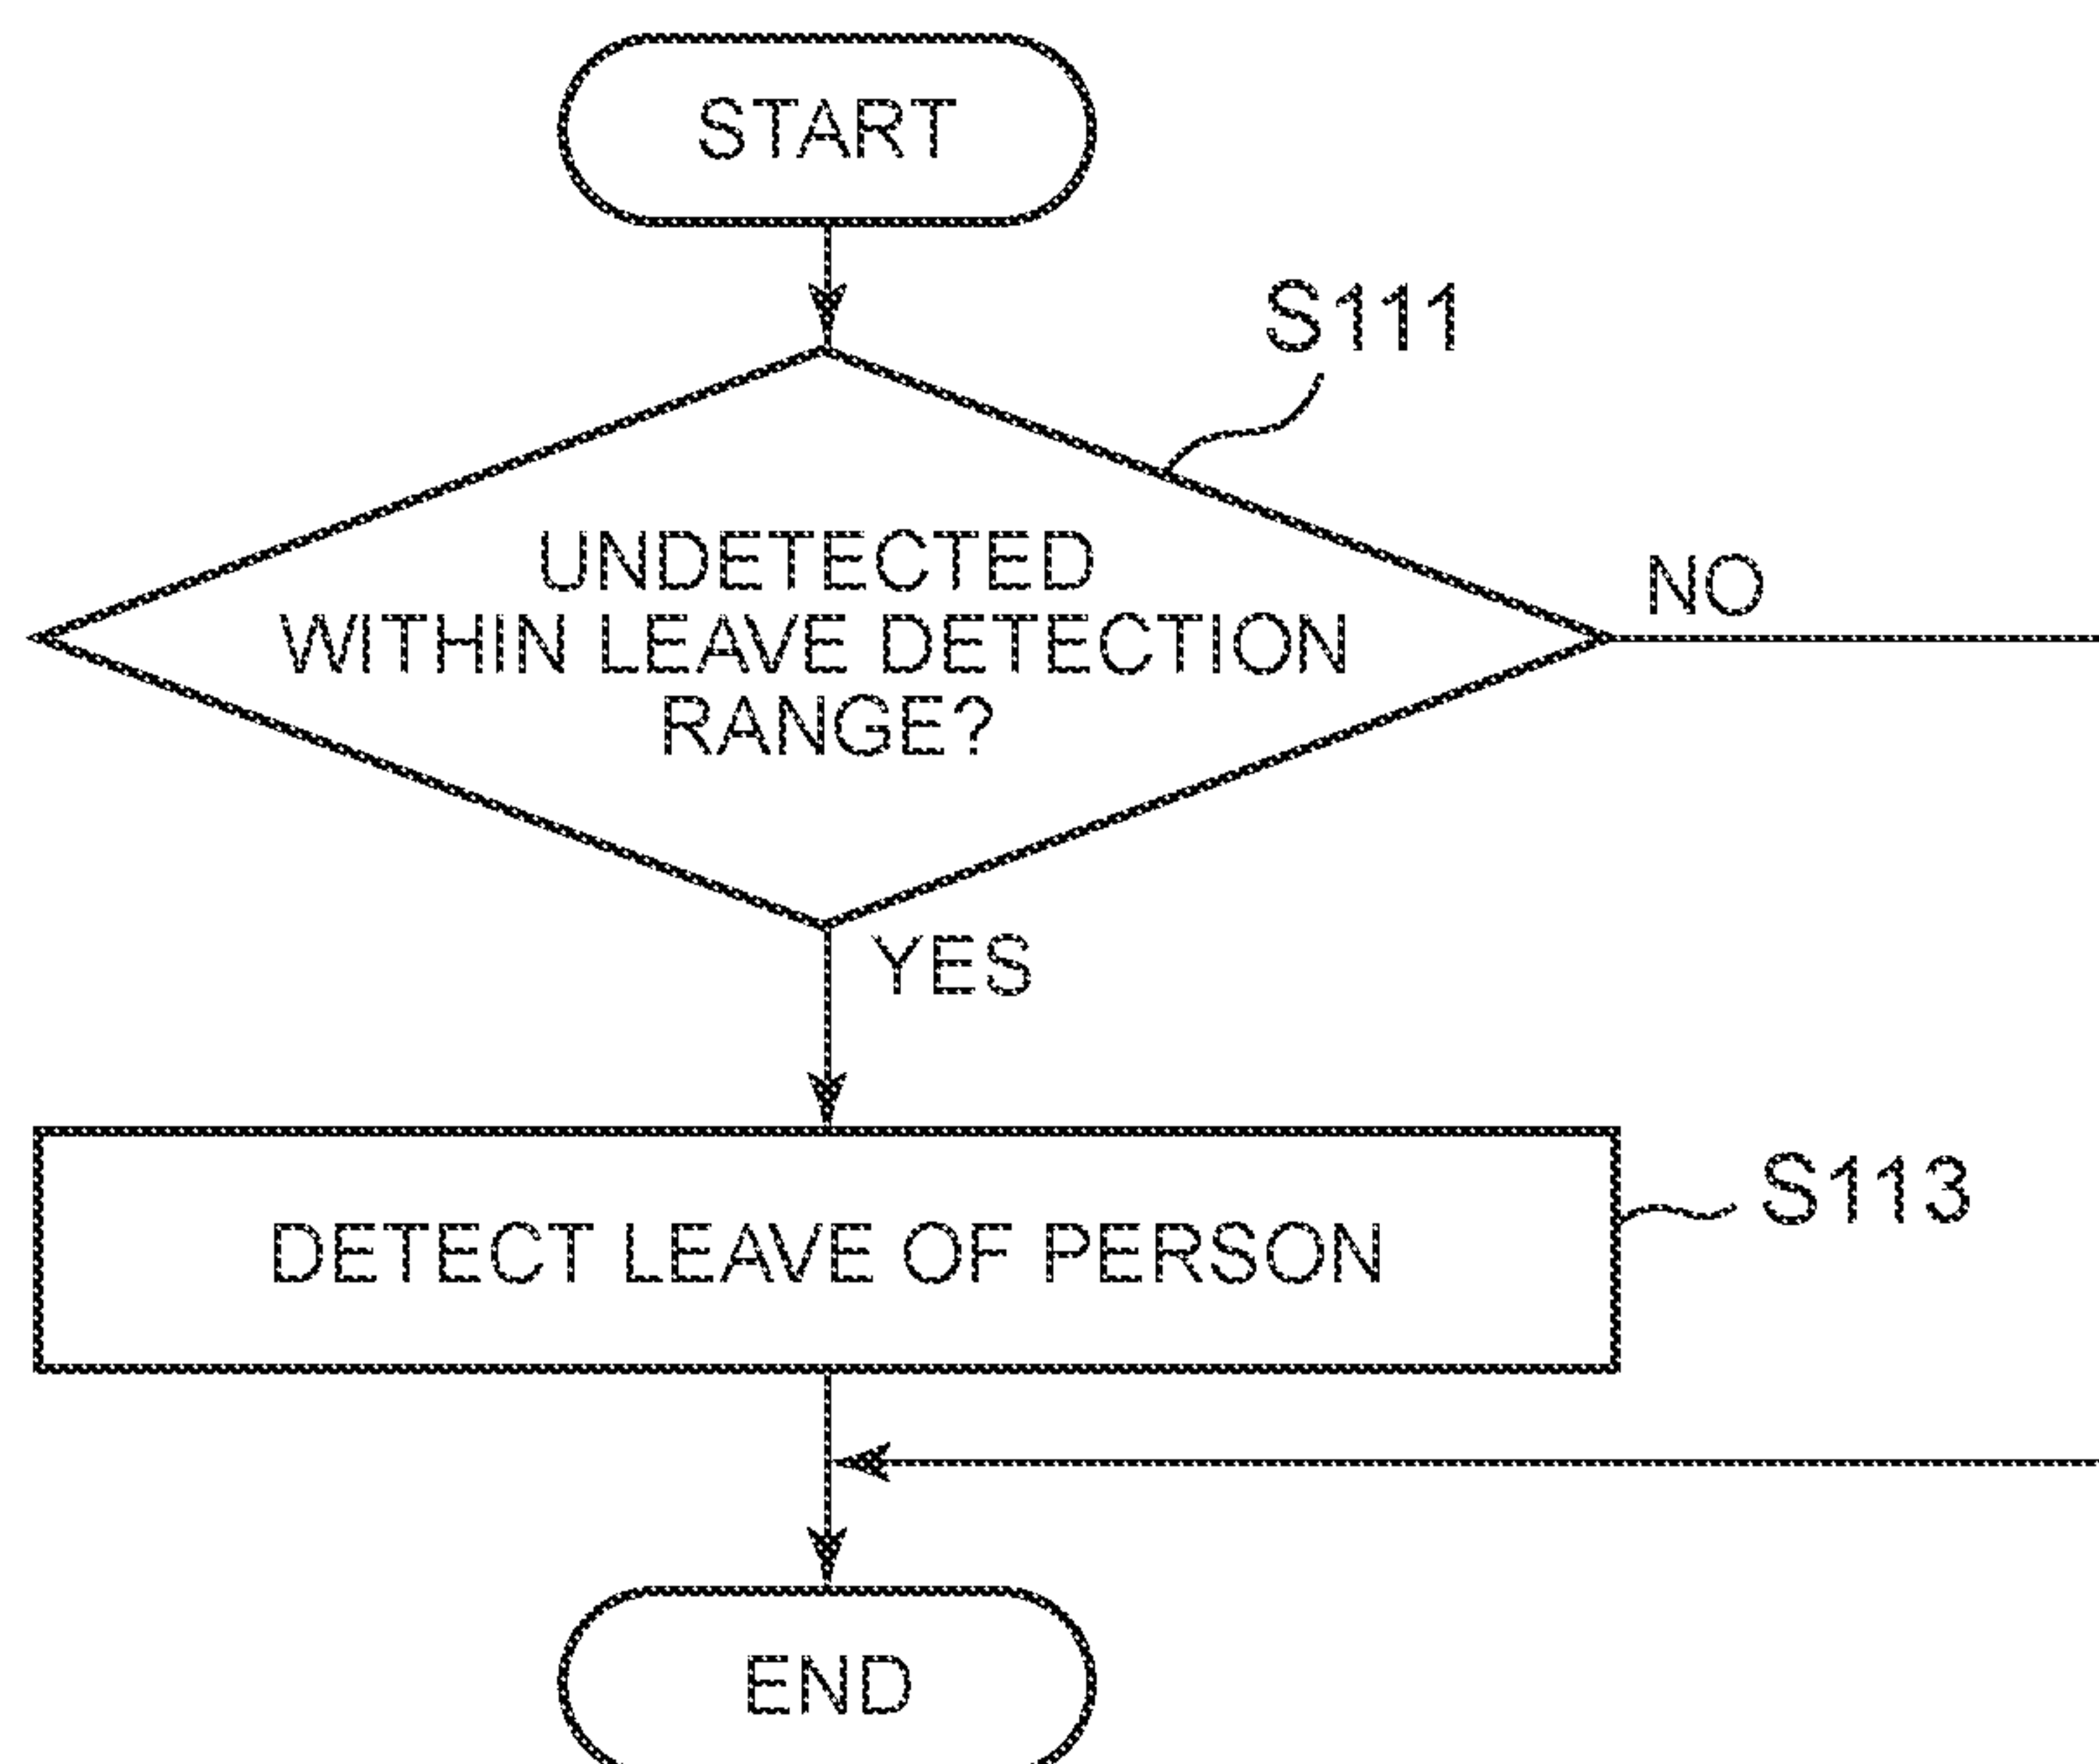 START
S111
UNDETECTED
WITHIN LEAVE DETECTION
RANGE?
NO
YES
DETECT LEAVE OF PERSON
S113
END